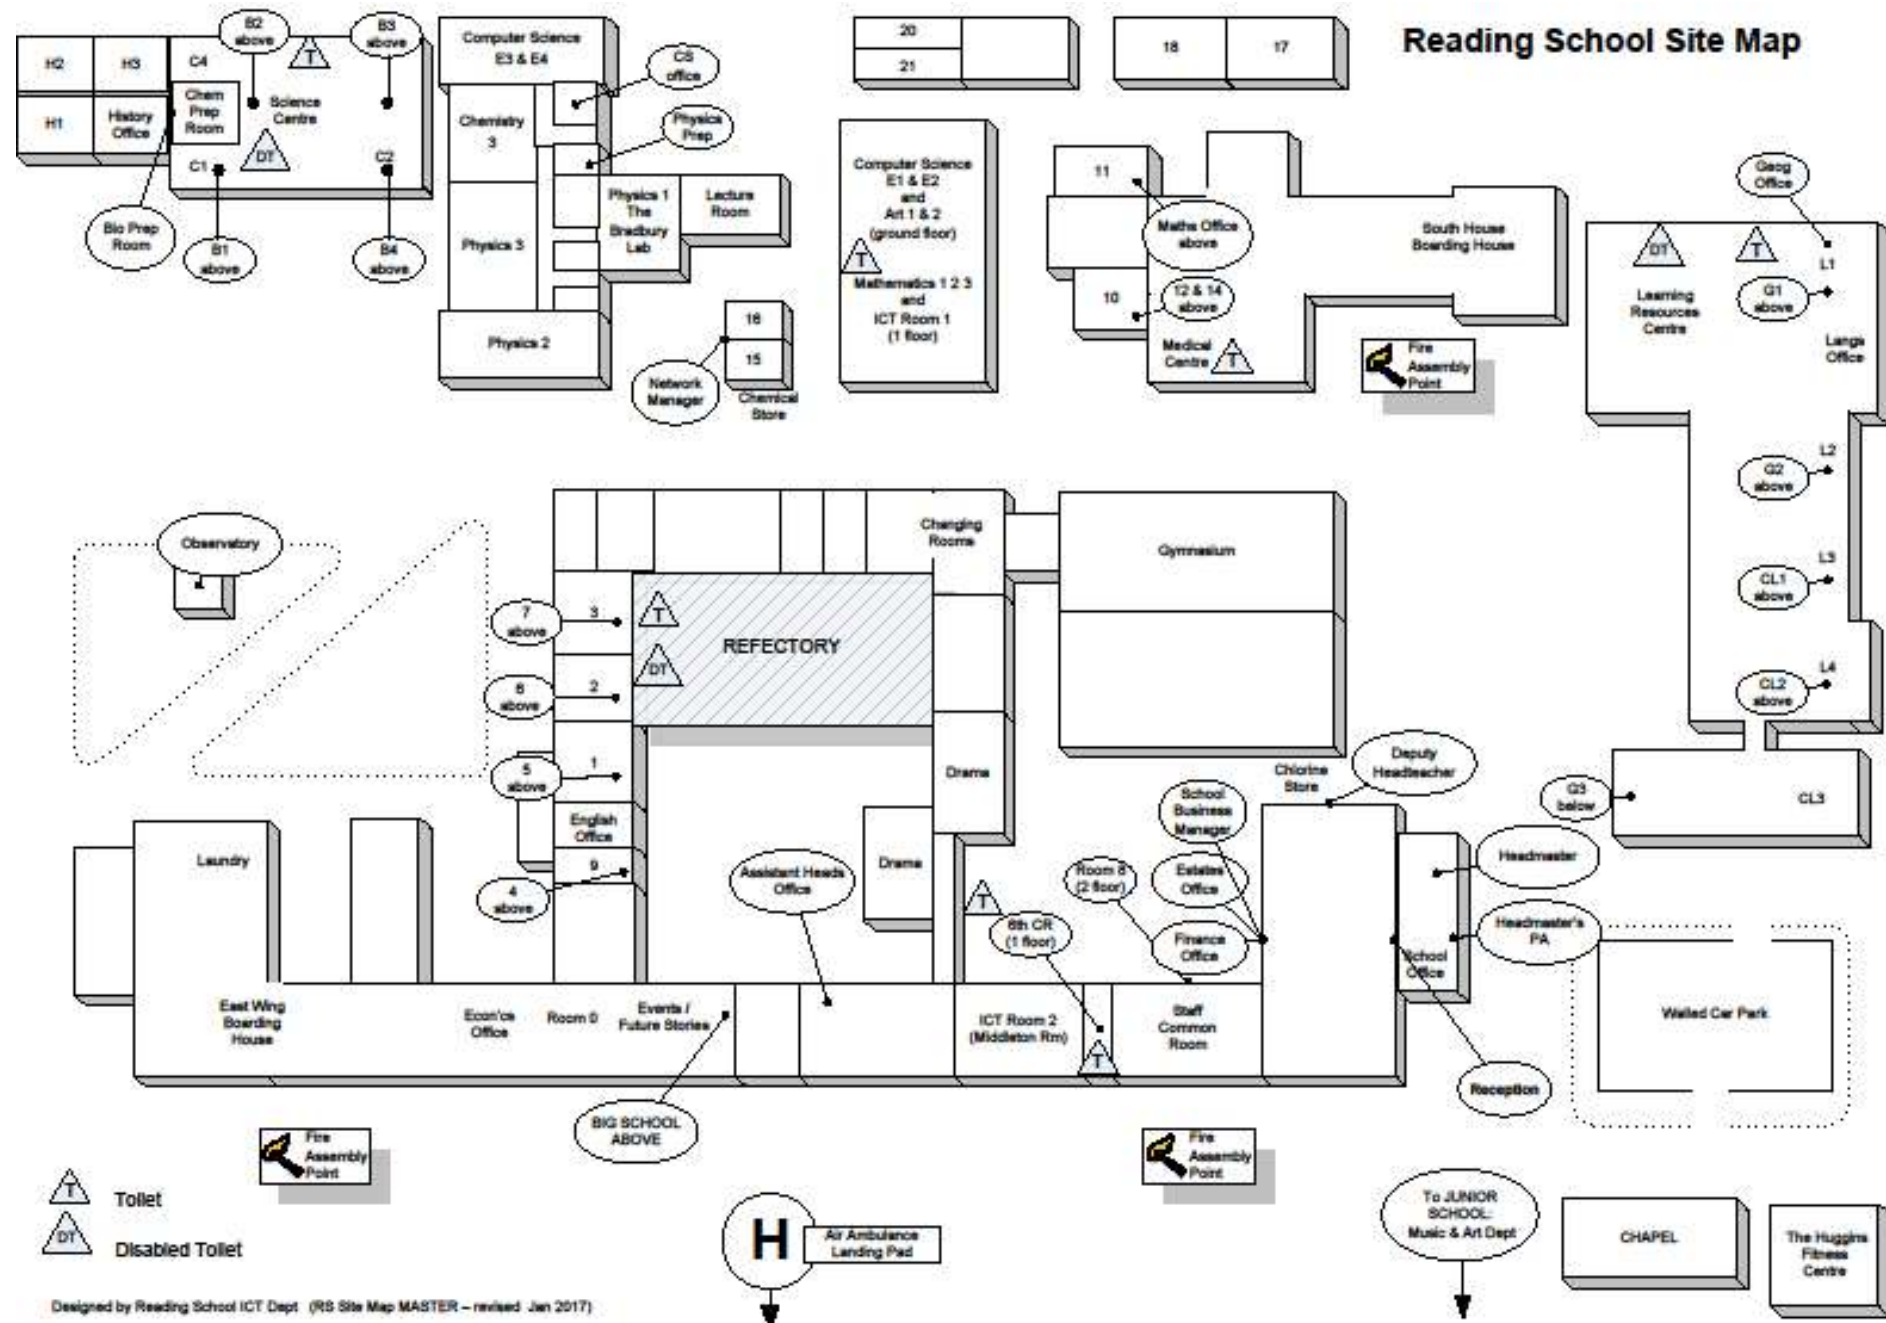 Reading School Site Map
B2
above
B3
above
T
H2
H3
C4
Chem
Prep
Room
Science
Centre
H1
History
Office
DT
C1
C2
Bio Prep
Room
B1
above
B4
above
Computer Science
E3 & E4
CS
office
Chemistry
3
Physics
Prep
Physics 1
The
Bradbury
Lab
Lecture
Room
Physics 3
Physics 2
16
15
Network
Manager
Chemical
Store
20
21
18
17
Computer Science
E1 & E2
and
Art 1 & 2
(ground floor)
T
Mathematics 1 2 3
and
ICT Room 1
(1 floor)
11
Maths Office
above
South House
Boarding House
10
12 & 14
above
Medical
Centre
T
Fire
Assembly
Point
Geog
Office
DT
T
L1
Learning
Resources
Centre
G1
above
Langs
Office
L2
G2
above
L3
CL1
above
L4
CL2
above
G3
below
CL3
Observatory
Changing
Rooms
Gymnasium
7
above
3
T
REFECTORY
DT
6
above
2
5
above
1
Drama
English
Office
9
4
above
Drama
Assistant Heads
Office
Laundry
Chlorine
Store
Deputy
Headteacher
School
Business
Manager
Room 8
(2 floor)
Estates
Office
Headmaster
T
6th CR
(1 floor)
Finance
Office
Headmaster's
PA
School
Office
East Wing
Boarding
House
Econ'cs
Office
Room 0
Events /
Future Stories
ICT Room 2
(Middleton Rm)
T
Staff
Common
Room
Walled Car Park
Reception
BIG SCHOOL
ABOVE
Fire
Assembly
Point
Fire
Assembly
Point
T
Toilet
DT
Disabled Toilet
H
Air Ambulance
Landing Pad
To JUNIOR
SCHOOL:
Music & Art Dept
CHAPEL
The Huggins
Fitness
Centre
Designed by Reading School ICT Dept (RS Site Map MASTER – revised Jan 2017)